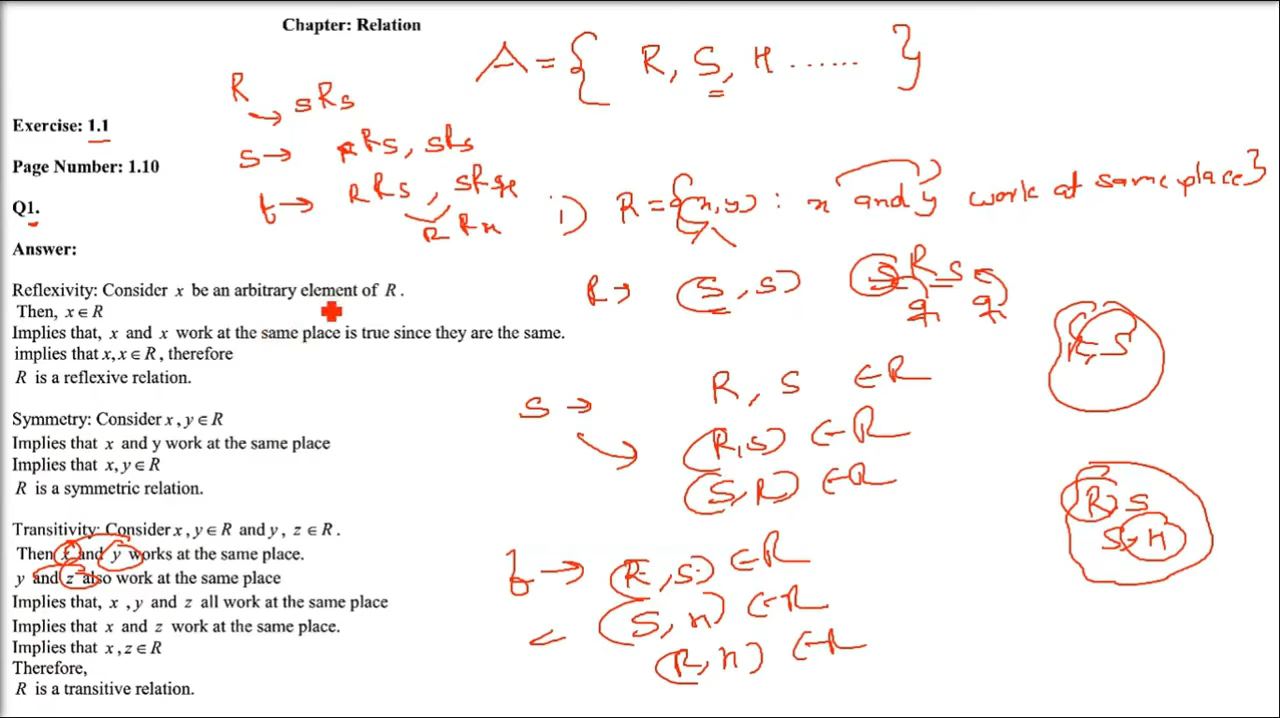 Chapter: Relation
A = { R, S, H ...... }
R
sRs
Exercise: 1.1
S → RRs, sRs
Page Number: 1.10
t → RRs,
RRn
Q1.
i) R = {(x,y) : x and y work at same place}
Answer:
R → (S, S) S R S
Reflexivity: Consider x be an arbitrary element of R.
Then, x ∈ R
Implies that, x and x work at the same place is true since they are the same.
implies that x, x ∈ R, therefore
R is a reflexive relation.
R, S
S → R, S ∈ R
(R,S) ∈ R
(S,R) ∈ R
Symmetry: Consider x, y ∈ R
Implies that x and y work at the same place
Implies that x, y ∈ R
R is a symmetric relation.
R, S
S, H
Transitivity: Consider x, y ∈ R and y, z ∈ R.
Then x and y works at the same place.
y and z also work at the same place
Implies that, x, y and z all work at the same place
Implies that x and z work at the same place.
Implies that x, z ∈ R
Therefore,
R is a transitive relation.
t → (R, S) ∈ R
(S, H) ∈ R
(R, H) ∈ R